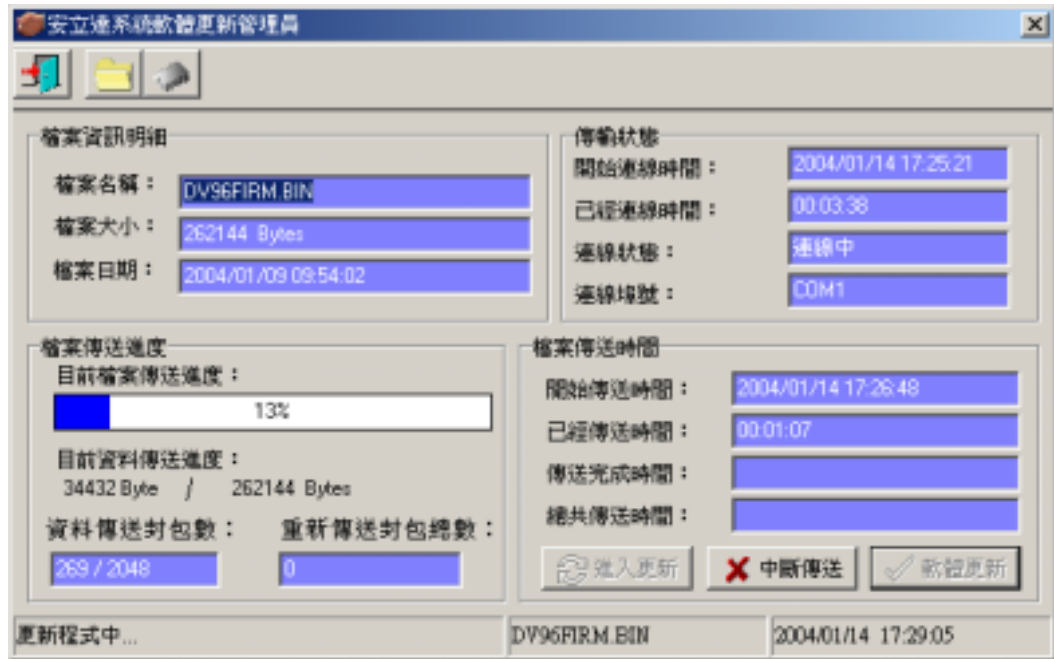 安立達系統軟體更新管理員
檔案資訊明細
檔案名稱：
DV96FIRM.BIN
檔案大小：
262144 Bytes
檔案日期：
2004/01/09 09:54:02
傳輸狀態
開始連線時間：
2004/01/14 17:25:21
已經連線時間：
00:03:38
連線狀態：
連線中
連線埠號：
COM1
檔案傳送進度
目前檔案傳送進度：
13%
目前資料傳送進度：
34432 Byte / 262144 Bytes
資料傳送封包數：
269 / 2048
重新傳送封包總數：
0
檔案傳送時間
開始傳送時間：
2004/01/14 17:26:48
已經傳送時間：
00:01:07
傳送完成時間：
總共傳送時間：
進入更新
中斷傳送
軟體更新
更新程式中...
DV96FIRM.BIN
2004/01/14 17:29:05